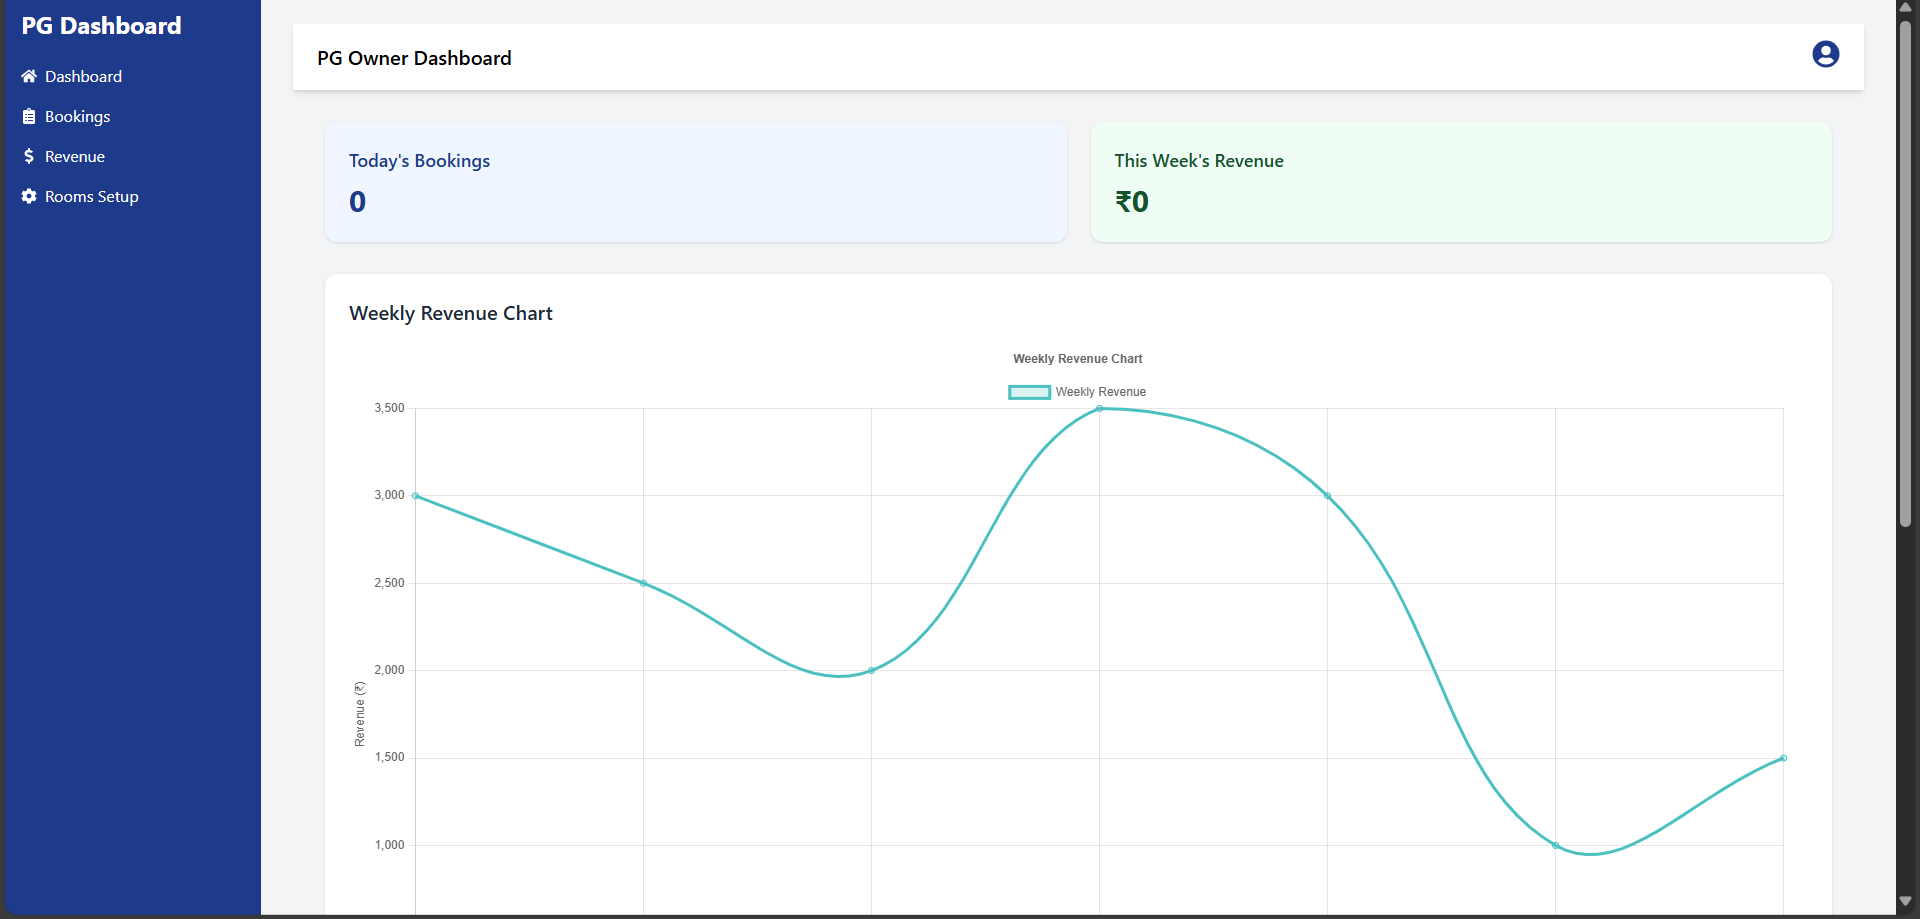 PG Dashboard
Dashboard
Bookings
Revenue
Rooms Setup
PG Owner Dashboard
Today's Bookings
0
This Week's Revenue
₹0
Weekly Revenue Chart
Weekly Revenue Chart
Weekly Revenue
3,500
3,000
2,500
2,000
1,500
1,000
Revenue (₹)